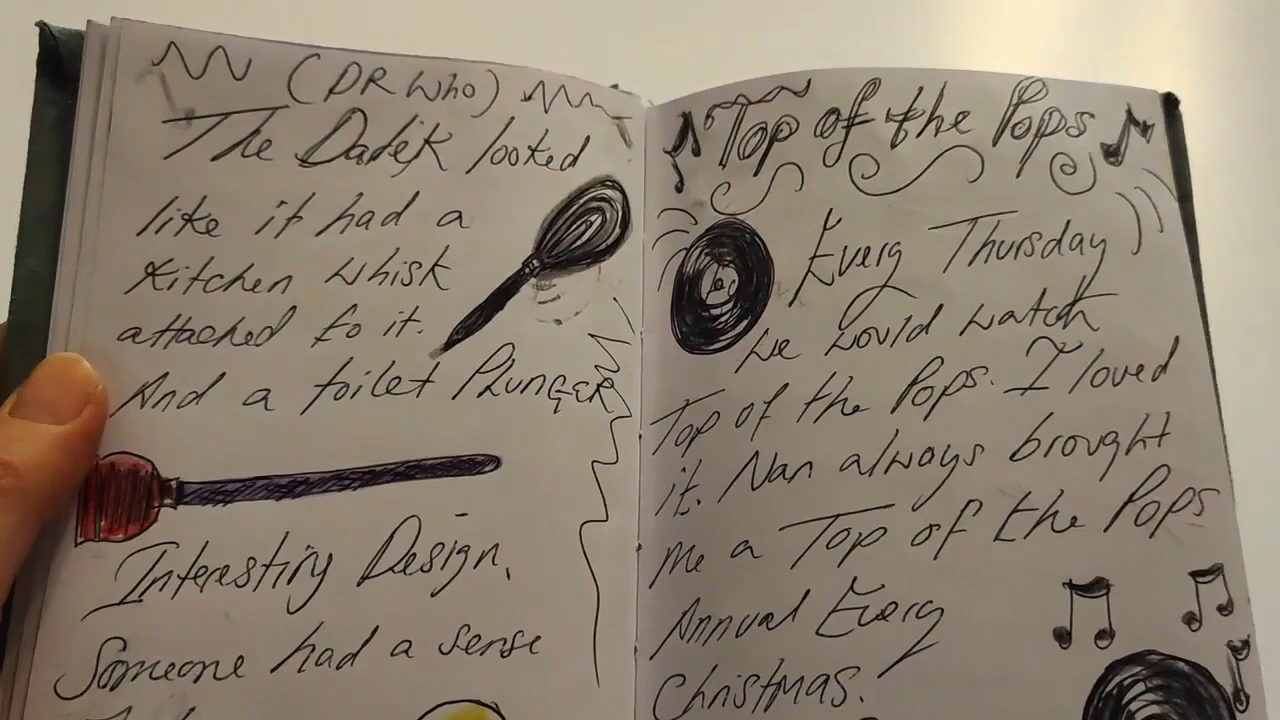 (DR Who)
The Dalek looked
like it had a
Kitchen whisk
attached to it.
And a toilet Plunger
Interesting Design.
Someone had a sense
Top of the Pops
Every Thursday
we would watch
Top of the Pops. I loved
it. Nan always brought
me a Top of the Pops
Annual Every
Christmas.